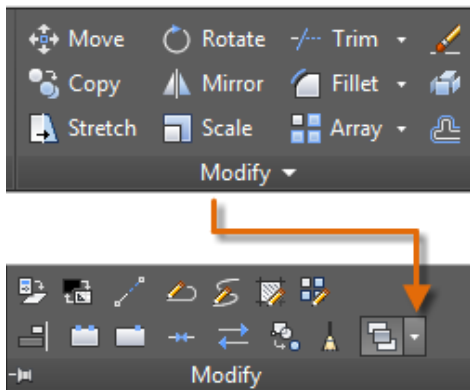 Move Rotate Trim
Copy Mirror Fillet
Stretch Scale Array
Modify
Modify